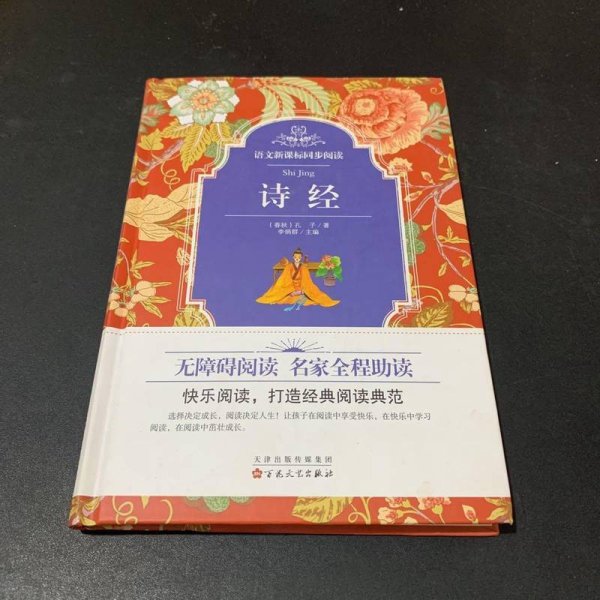 语文新课标同步阅读
Shi Jing
诗经
(春秋)孔 子/著
李炳群/主编
无障碍阅读 名家全程助读
快乐阅读，打造经典阅读典范
选择决定成长，阅读决定人生！让孩子在阅读中享受快乐，在快乐中学习
阅读，在阅读中茁壮成长。
天津出版传媒集团
百花文艺出版社